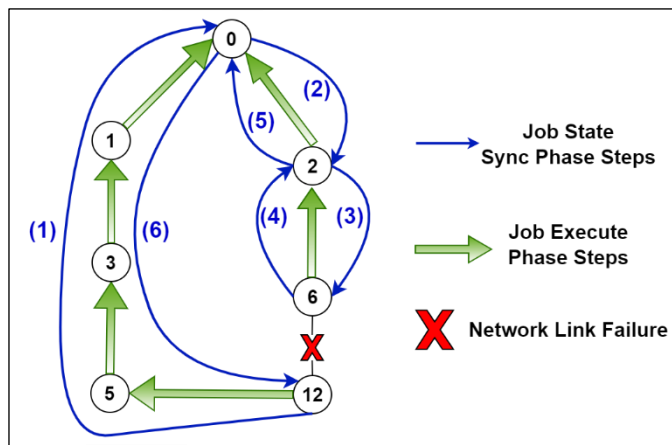 0
(2)
(5)
1
2
Job State
Sync Phase Steps
(1)
(6)
(4)
(3)
Job Execute
Phase Steps
3
6
X Network Link Failure
X
5
12